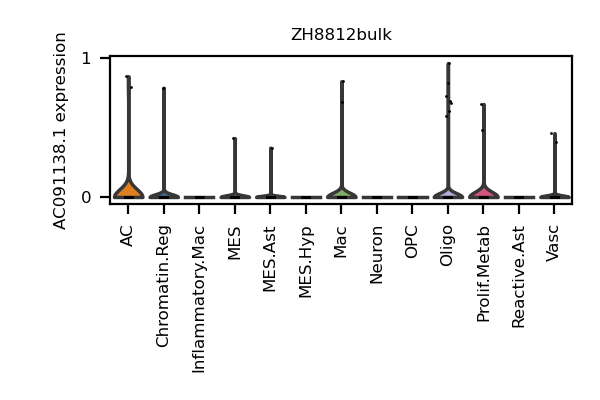 ZH8812bulk
AC091138.1 expression
1
0
AC
Chromatin.Reg
Inflammatory.Mac
MES
MES.Ast
MES.Hyp
Mac
Neuron
OPC
Oligo
Prolif.Metab
Reactive.Ast
Vasc